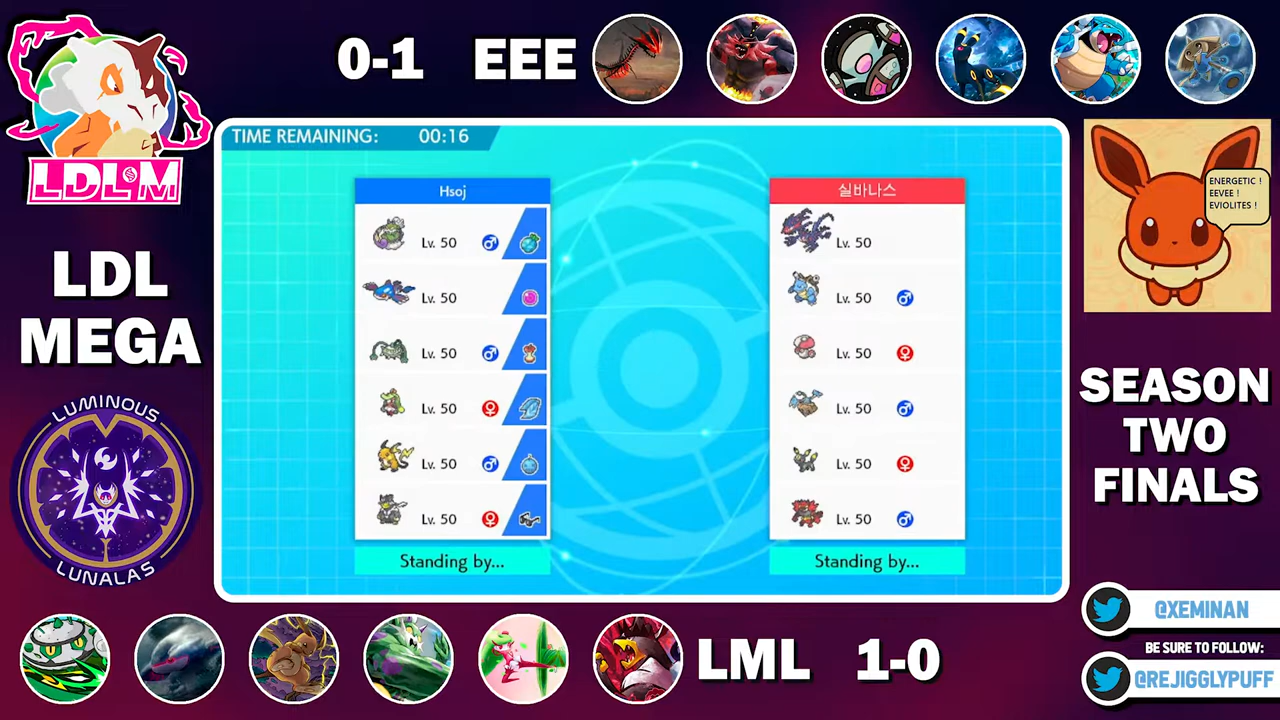 0-1 EEE
LDL M
TIME REMAINING: 00:16
Hsoj
Lv. 50
Lv. 50
Lv. 50
Lv. 50
Lv. 50
Lv. 50
Standing by...
실바나스
Lv. 50
Lv. 50
Lv. 50
Lv. 50
Lv. 50
Lv. 50
Standing by...
ENERGETIC !
EEVEE !
EVIOLITES !
LDL
MEGA
LUMINOUS
LUNALAS
SEASON
TWO
FINALS
@XEMINAN
BE SURE TO FOLLOW:
@REJIGGLYPUFF
LML 1-0